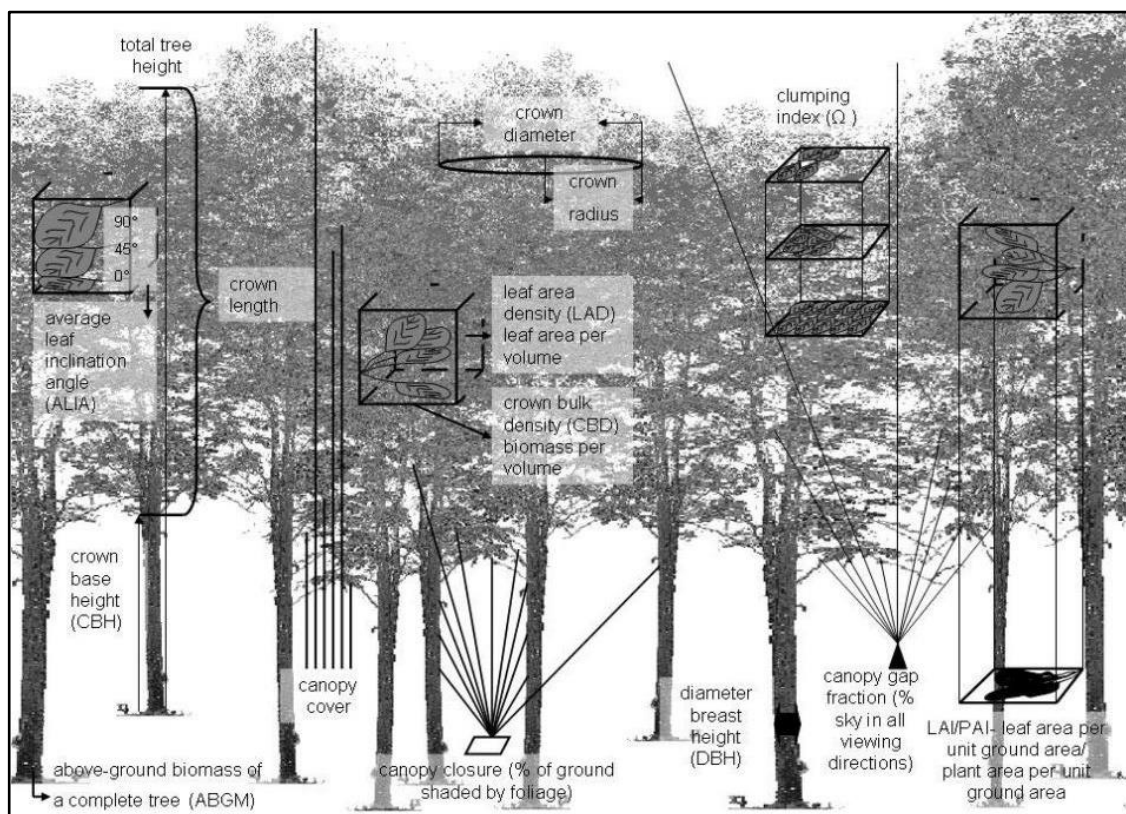 total tree
height
crown
diameter
crown
radius
clumping
index (Ω )
90°
45°
0°
crown
length
average
leaf
inclination
angle
(ALIA)
leaf area
density (LAD)
leaf area per
volume
crown bulk
density (CBD)
biomass per
volume
crown
base
height
(CBH)
canopy
cover
diameter
breast
height
(DBH)
canopy gap
fraction (%
sky in all
viewing
directions)
LAI/PAI- leaf area per
unit ground area/
plant area per unit
ground area
above-ground biomass of
a complete tree (ABGM)
canopy closure (% of ground
shaded by foliage)